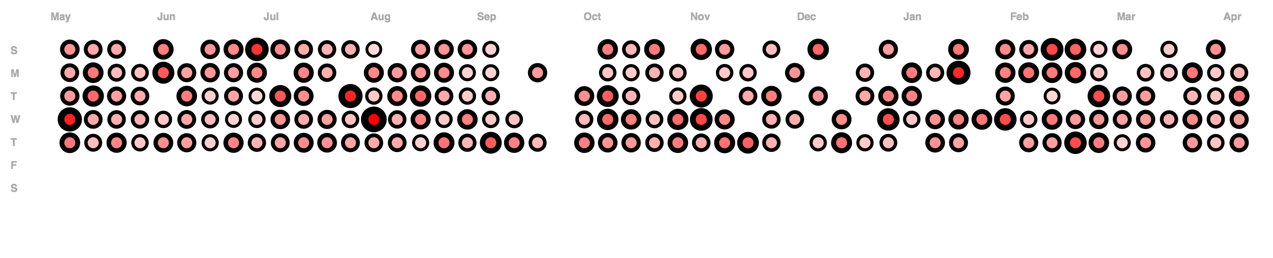 May Jun Jul Aug Sep Oct Nov Dec Jan Feb Mar Apr
S
M
T
W
T
F
S